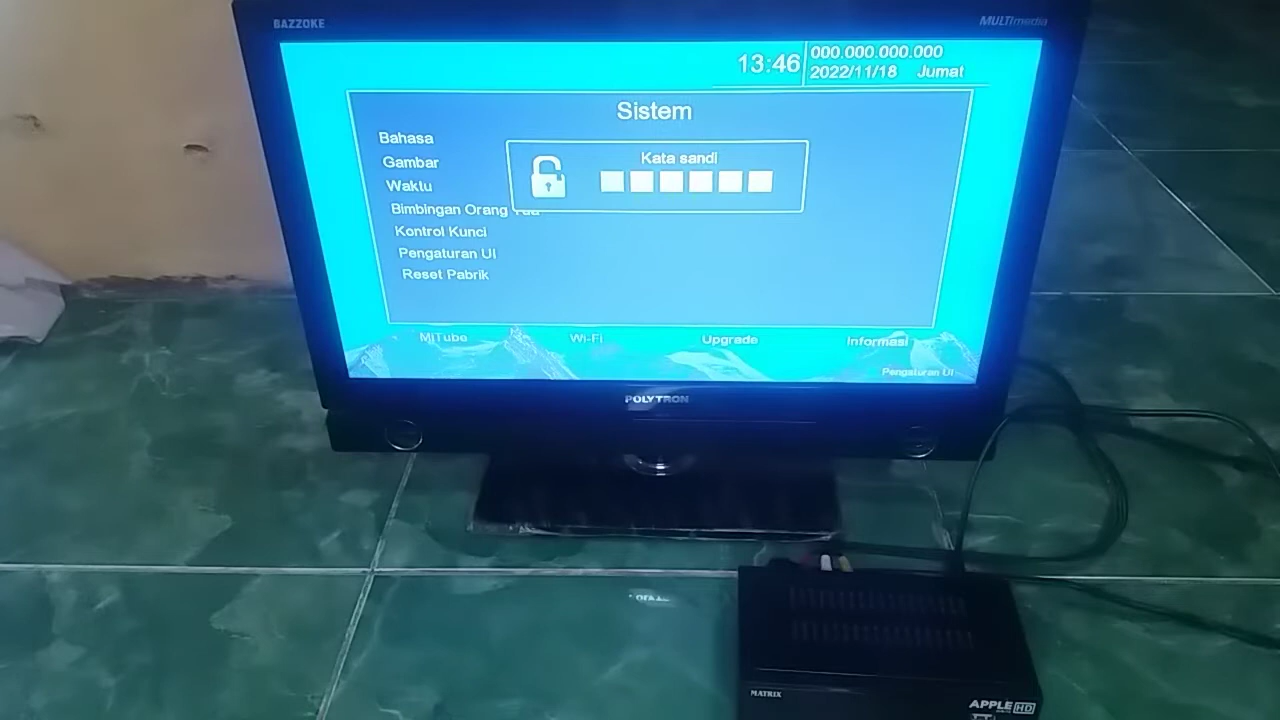 BAZZOKE
MULTImedia
13:46
000.000.000.000
2022/11/18 Jumat
Sistem
Bahasa
Gambar
Waktu
Bimbingan Orang Tua
Kontrol Kunci
Pengaturan UI
Reset Pabrik
Kata sandi
MiTube
Wi-Fi
Upgrade
Informasi
Pengaturan UI
POLYTRON
MATRIX
APPLE HD